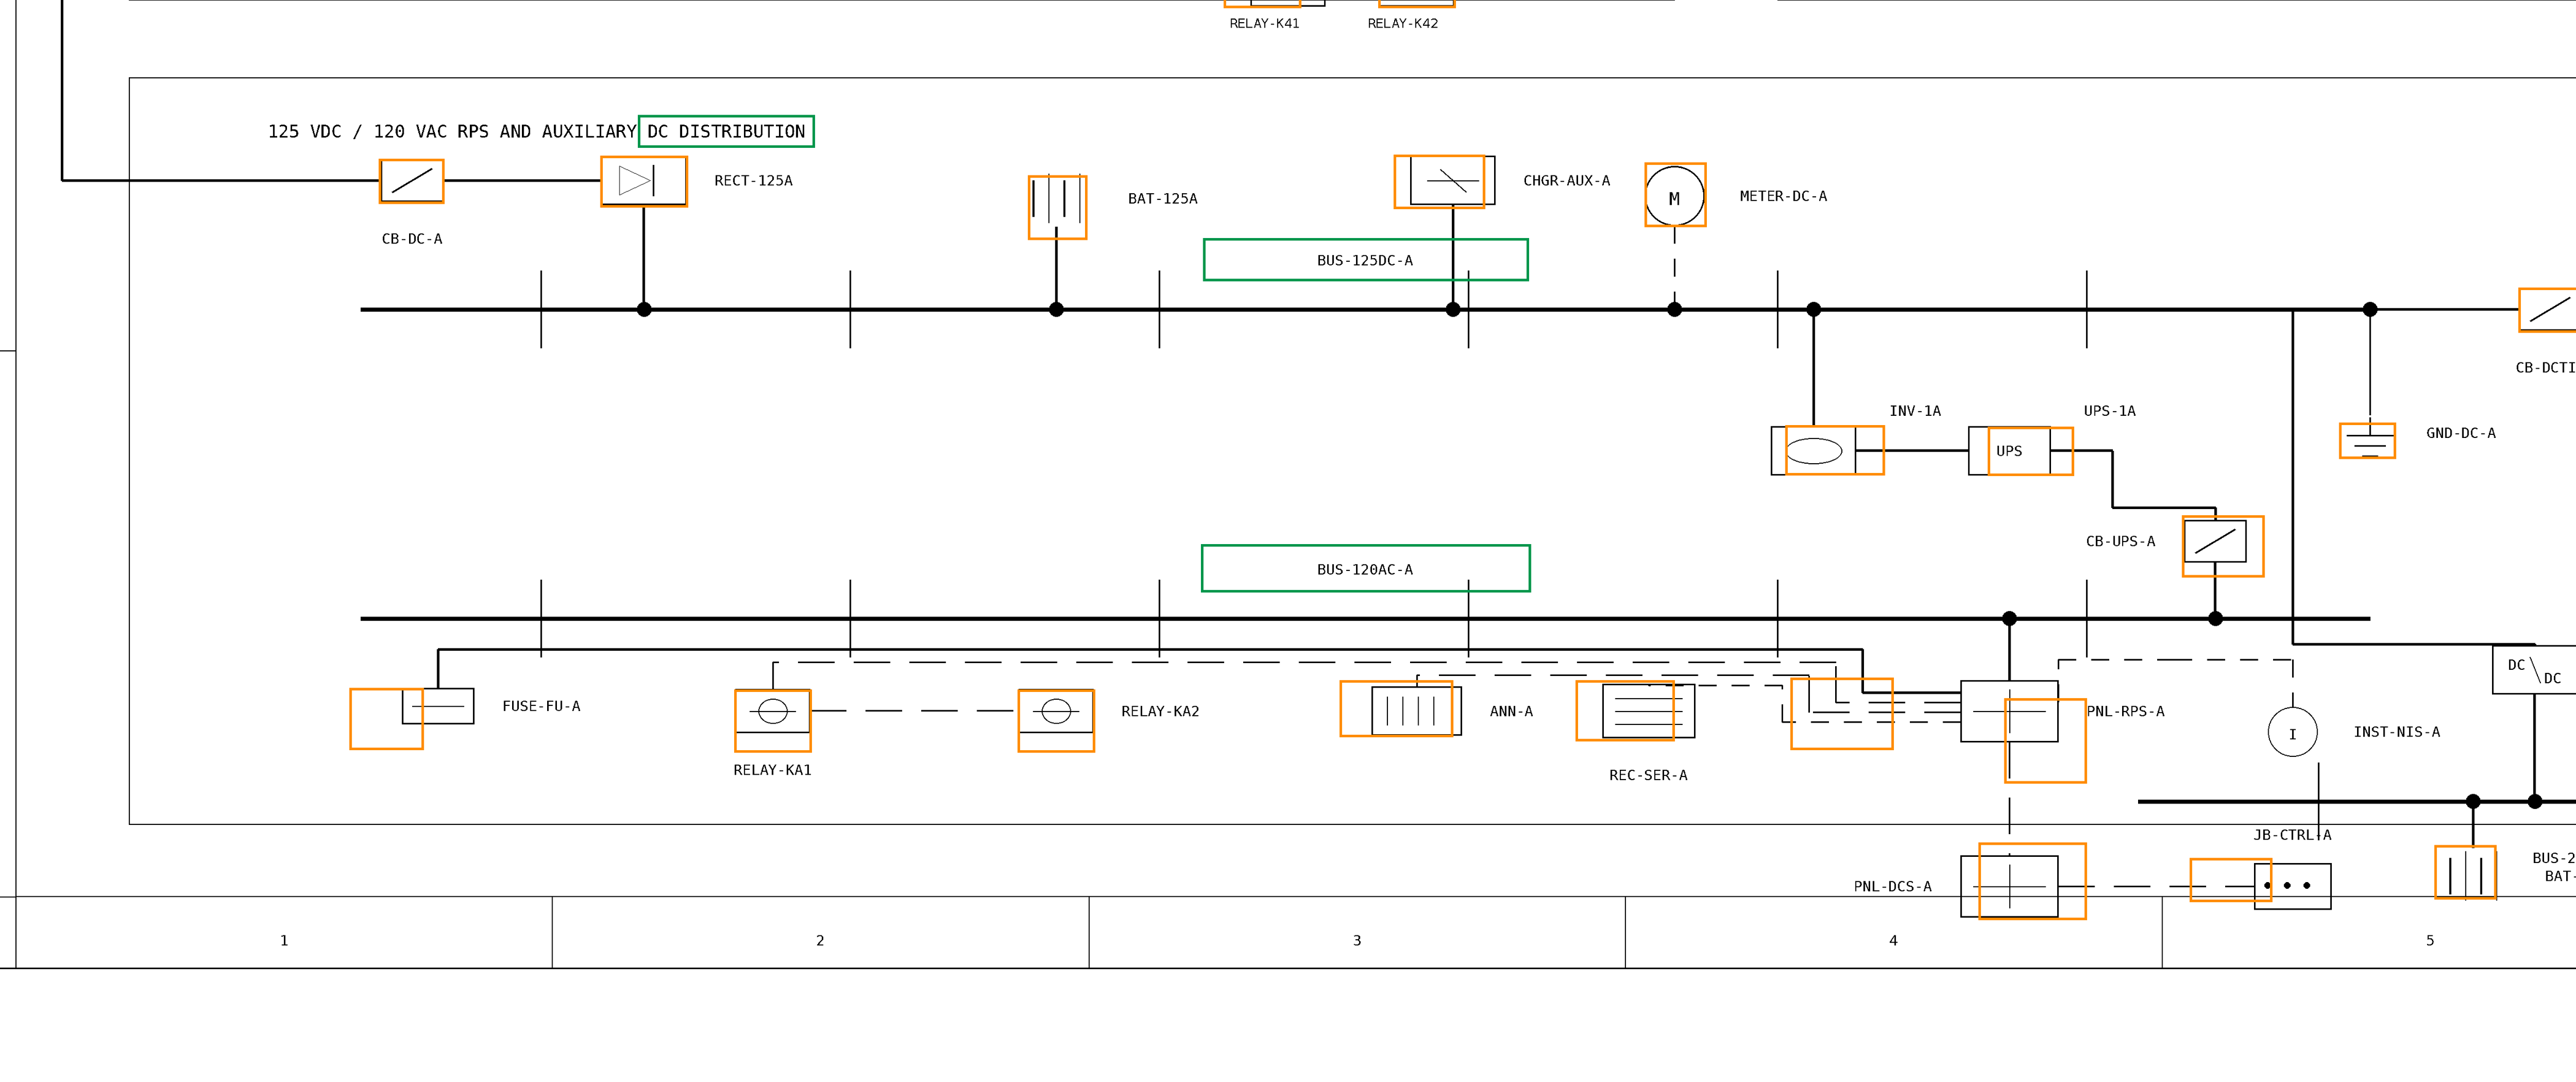 RELAY-K41 RELAY-K42
125 VDC / 120 VAC RPS AND AUXILIARY DC DISTRIBUTION
RECT-125A
BAT-125A
CHGR-AUX-A
M
METER-DC-A
CB-DC-A
BUS-125DC-A
CB-DCTI
INV-1A
UPS-1A
UPS
GND-DC-A
CB-UPS-A
BUS-120AC-A
DC DC
FUSE-FU-A
RELAY-KA1
RELAY-KA2
ANN-A
REC-SER-A
PNL-RPS-A
I
INST-NIS-A
JB-CTRL-A
PNL-DCS-A
BUS-2
BAT-
1 2 3 4 5